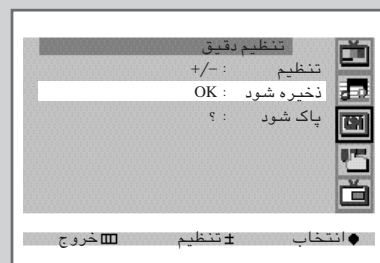 تنظیم دقیق
تنظیم : -/+
ذخیره شود : OK
پاک شود : ؟
انتخاب ± تنظیم خروج